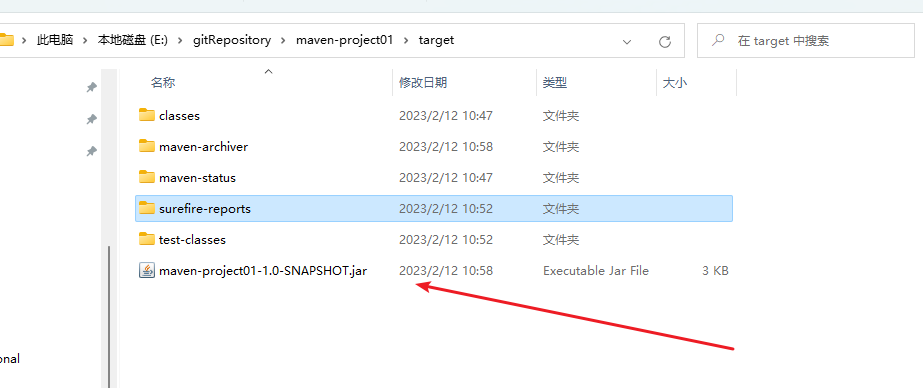 此电脑 本地磁盘 (E:) gitRepository maven-project01 target 在 target 中搜索
名称 修改日期 类型 大小
classes 2023/2/12 10:47 文件夹
maven-archiver 2023/2/12 10:58 文件夹
maven-status 2023/2/12 10:47 文件夹
surefire-reports 2023/2/12 10:52 文件夹
test-classes 2023/2/12 10:52 文件夹
maven-project01-1.0-SNAPSHOT.jar 2023/2/12 10:58 Executable Jar File 3 KB
onal